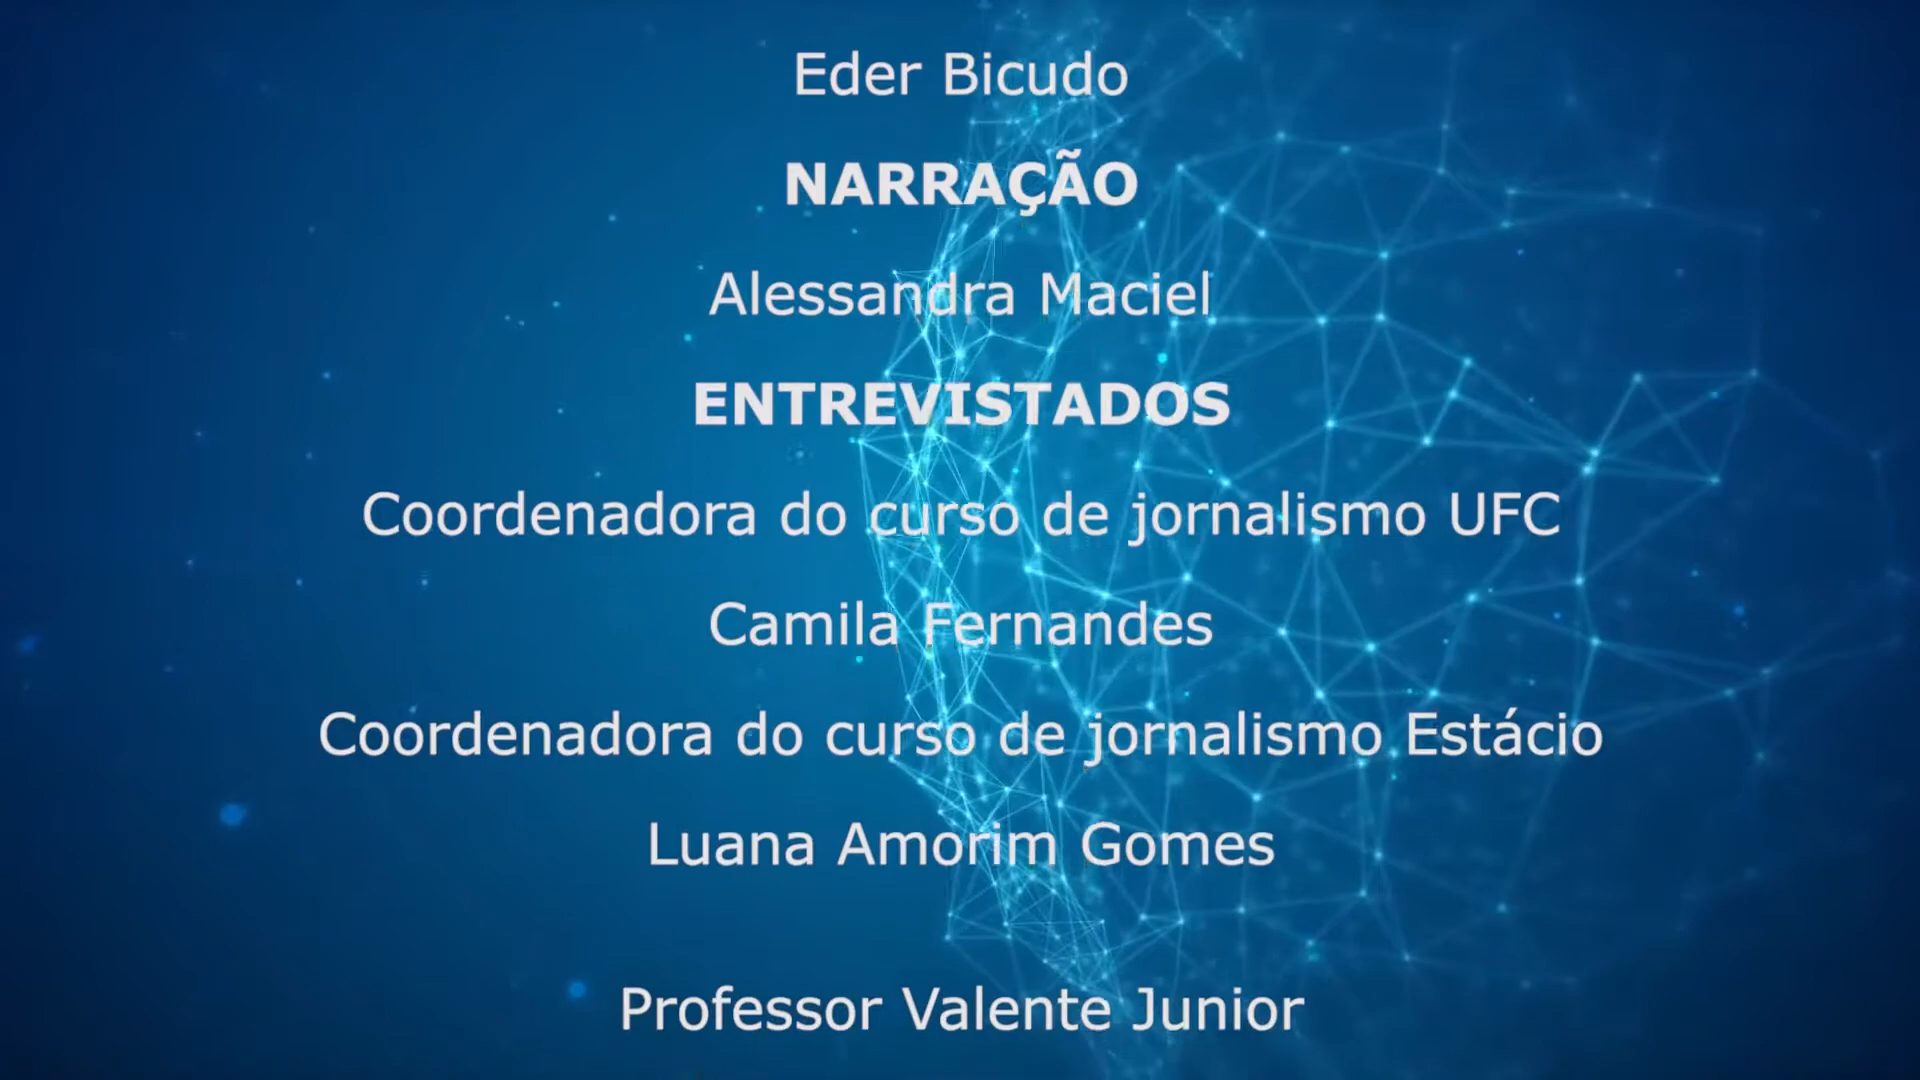 Eder Bicudo
NARRAÇÃO
Alessandra Maciel
ENTREVISTADOS
Coordenadora do curso de jornalismo UFC
Camila Fernandes
Coordenadora do curso de jornalismo Estácio
Luana Amorim Gomes
Professor Valente Junior